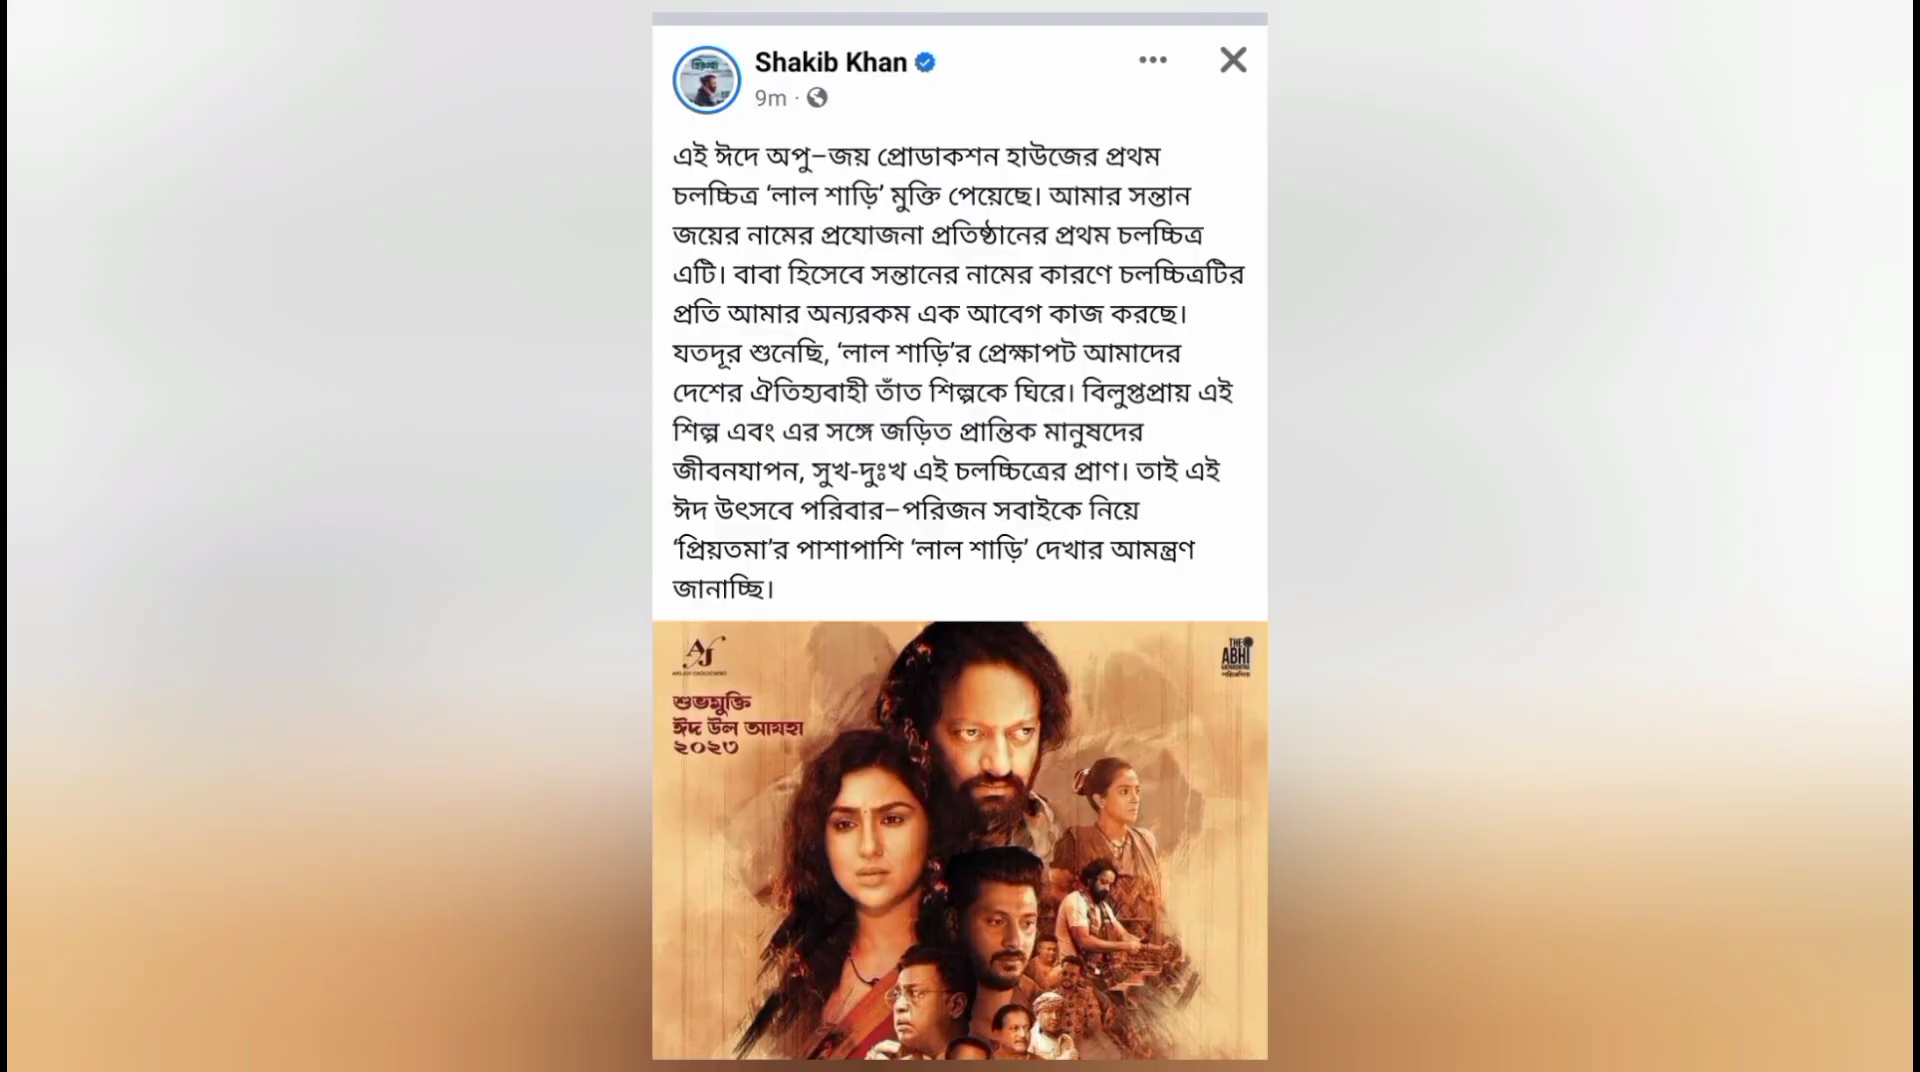 Shakib Khan
9m ·
এই ঈদে অপু–জয় প্রোডাকশন হাউজের প্রথম
চলচ্চিত্র ‘লাল শাড়ি’ মুক্তি পেয়েছে। আমার সন্তান
জয়ের নামের প্রযোজনা প্রতিষ্ঠানের প্রথম চলচ্চিত্র
এটি। বাবা হিসেবে সন্তানের নামের কারণে চলচ্চিত্রটির
প্রতি আমার অন্যরকম এক আবেগ কাজ করছে।
যতদূর শুনেছি, ‘লাল শাড়ি’র প্রেক্ষাপট আমাদের
দেশের ঐতিহ্যবাহী তাঁত শিল্পকে ঘিরে। বিলুপ্তপ্রায় এই
শিল্প এবং এর সঙ্গে জড়িত প্রান্তিক মানুষদের
জীবনযাপন, সুখ-দুঃখ এই চলচ্চিত্রের প্রাণ। তাই এই
ঈদ উৎসবে পরিবার–পরিজন সবাইকে নিয়ে
‘প্রিয়তমা’র পাশাপাশি ‘লাল শাড়ি’ দেখার আমন্ত্রণ
জানাচ্ছি।
AJ
THE
ABHI
শুভমুক্তি
ঈদ উল আযহা
২০২৩